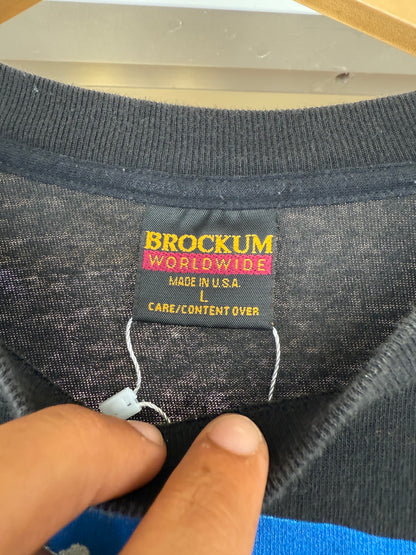 BROCKUM
WORLDWIDE
MADE IN U.S.A.
L
CARE/CONTENT OVER